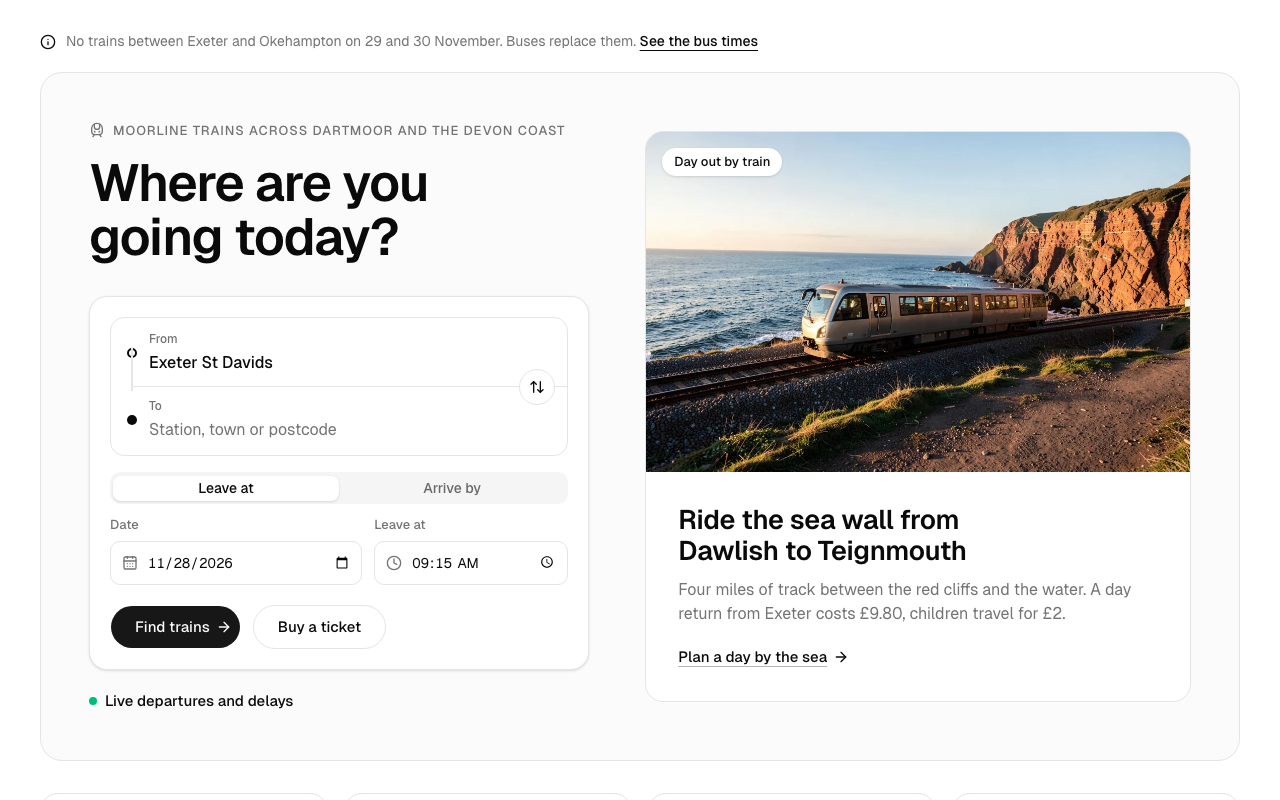 No trains between Exeter and Okehampton on 29 and 30 November. Buses replace them. See the bus times
MOORLINE TRAINS ACROSS DARTMOOR AND THE DEVON COAST
Where are you
going today?
From
Exeter St Davids
To
Station, town or postcode
Leave at
Arrive by
Date
Leave at
11/28/2026
09:15 AM
Find trains
Buy a ticket
Live departures and delays
Day out by train
Ride the sea wall from
Dawlish to Teignmouth
Four miles of track between the red cliffs and the water. A day
return from Exeter costs £9.80, children travel for £2.
Plan a day by the sea